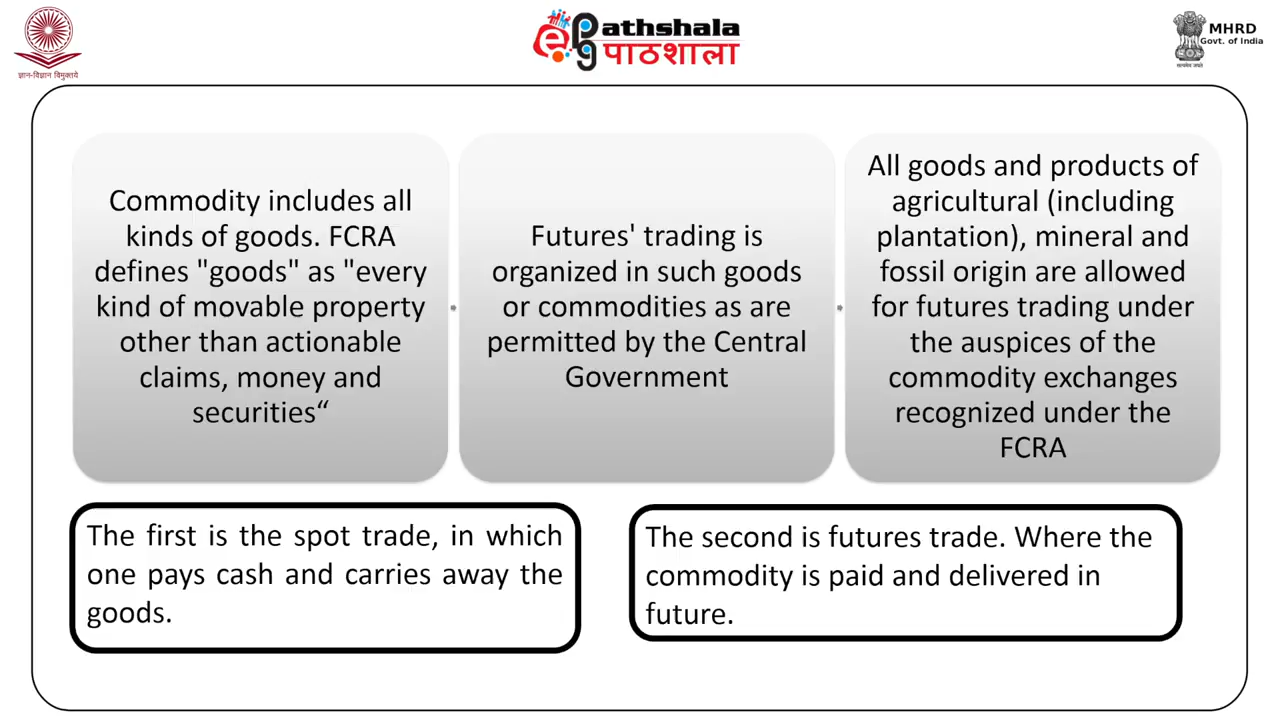 ज्ञान-विज्ञान विमुक्तये
epgathshala
पाठशाला
MHRD
Govt. of India
सत्यमेव जयते
Commodity includes all
kinds of goods. FCRA
defines "goods" as "every
kind of movable property
other than actionable
claims, money and
securities“
Futures' trading is
organized in such goods
or commodities as are
permitted by the Central
Government
All goods and products of
agricultural (including
plantation), mineral and
fossil origin are allowed
for futures trading under
the auspices of the
commodity exchanges
recognized under the
FCRA
The first is the spot trade, in which
one pays cash and carries away the
goods.
The second is futures trade. Where the
commodity is paid and delivered in
future.